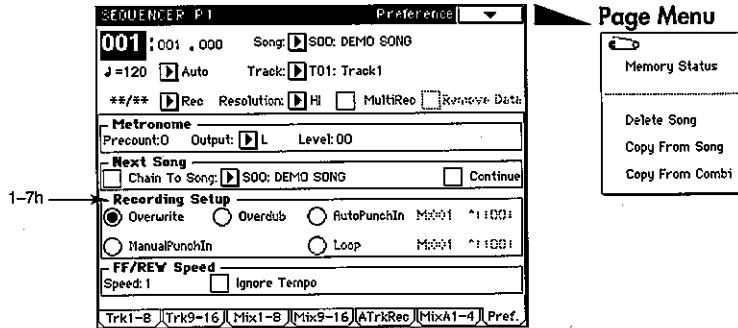 SEQUENCER P1 Preference
Page Menu
001 : 001 . 000 Song: S00: DEMO SONG
♩=120 Auto Track: T01: Track1
**/** Rec Resolution: HI MultiRec Remove Data
Memory Status
Delete Song
Copy From Song
Copy From Combi
Metronome
Precount:0 Output: L Level:00
Next Song
Chain To Song: S00: DEMO SONG Continue
1–7h
Recording Setup
Overwrite Overdub AutoPunchIn M:001
ManualPunchIn Loop M:001
FF/REW Speed
Speed:1 Ignore Tempo
Trk1-8 Trk9-16 Mix1-8 Mix9-16 ATrkRec MixA1-4 Pref.